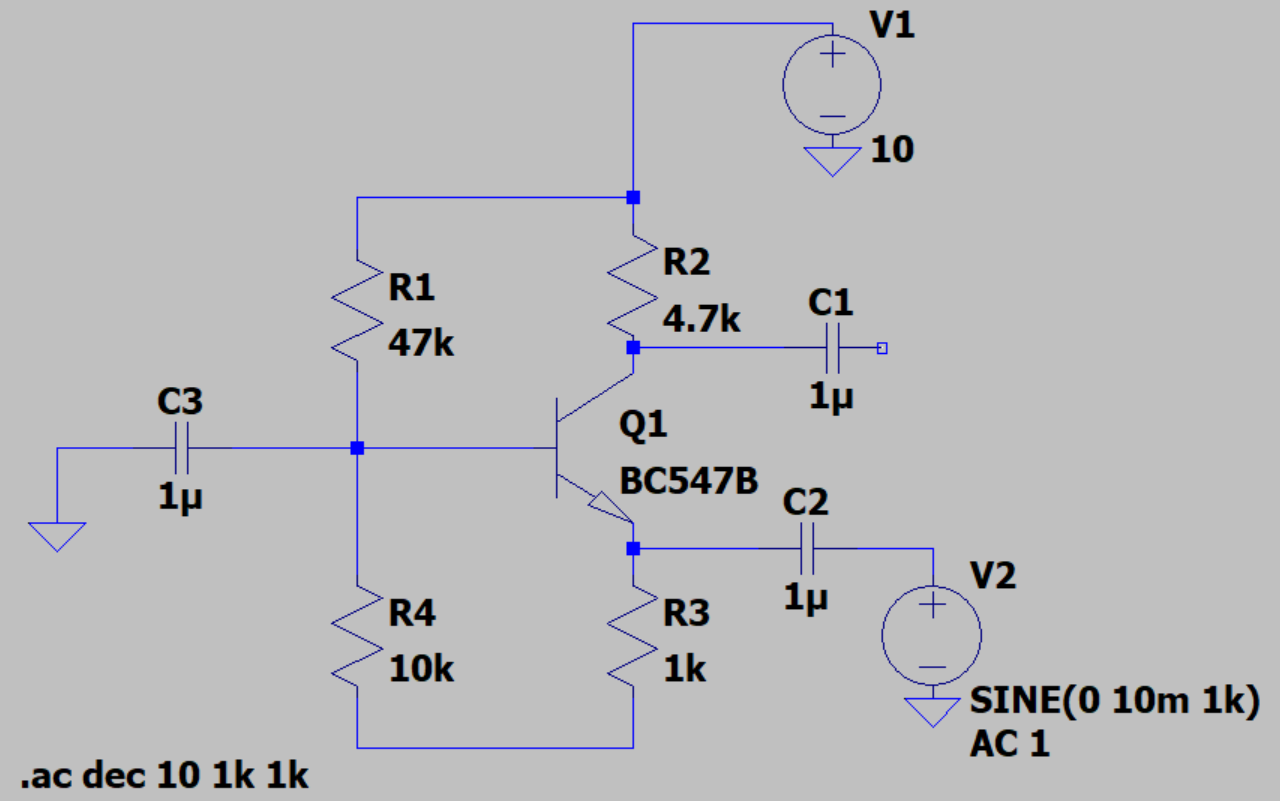 V1
10
R1
47k
R2
4.7k
C1
1µ
C3
1µ
Q1
BC547B
C2
1µ
R4
10k
R3
1k
V2
SINE(0 10m 1k)
AC 1
.ac dec 10 1k 1k